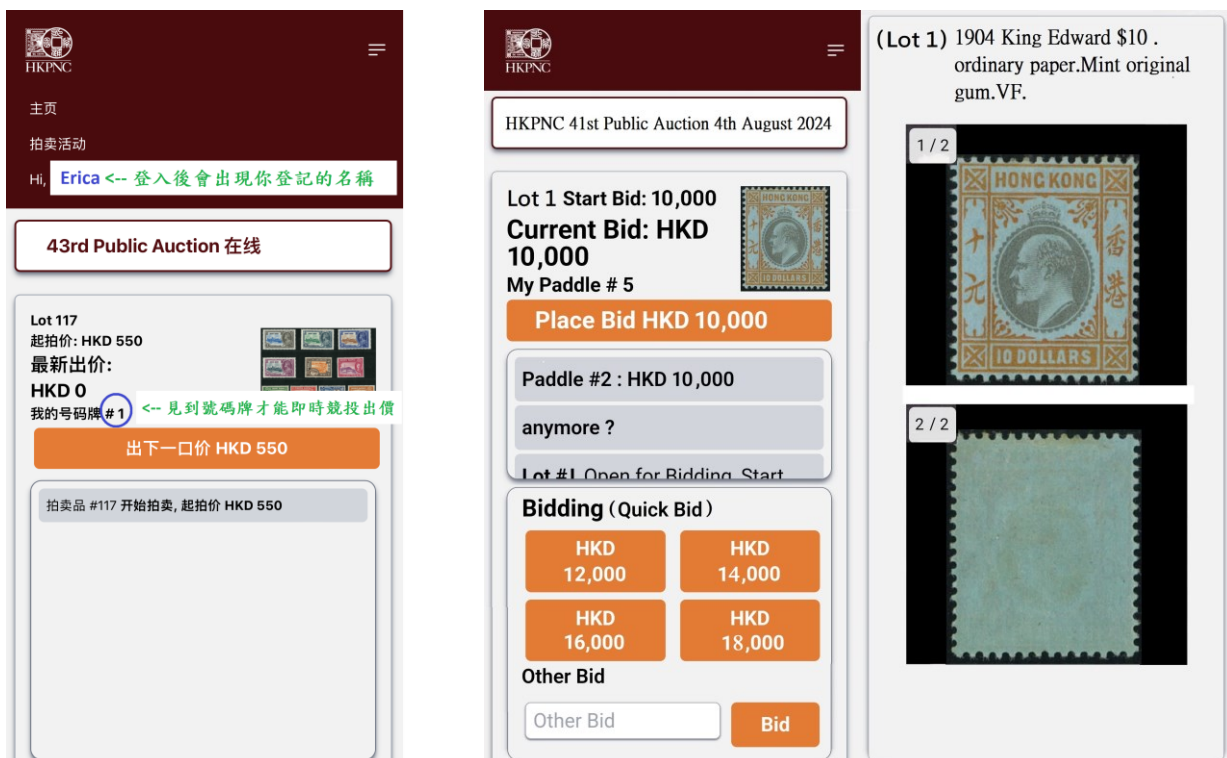 HKPNC
主页
拍卖活动
Hi, Erica <-- 登入後會出現你登記的名稱
43rd Public Auction 在线
Lot 117
起拍价: HKD 550
最新出价:
HKD 0
我的号码牌 # 1 <-- 見到號碼牌才能即時競投出價
出下一口价 HKD 550
拍卖品 #117 开始拍卖, 起拍价 HKD 550
HKPNC
HKPNC 41st Public Auction 4th August 2024
Lot 1 Start Bid: 10,000
Current Bid: HKD
10,000
My Paddle # 5
Place Bid HKD 10,000
Paddle #2 : HKD 10,000
anymore ?
Lot #1 Open for Bidding, Start
Bidding (Quick Bid)
HKD
12,000
HKD
14,000
HKD
16,000
HKD
18,000
Other Bid
Other Bid
Bid
(Lot 1) 1904 King Edward $10 .
ordinary paper.Mint original
gum.VF.
1 / 2
HONG KONG
十元
香港
10 DOLLARS
2 / 2